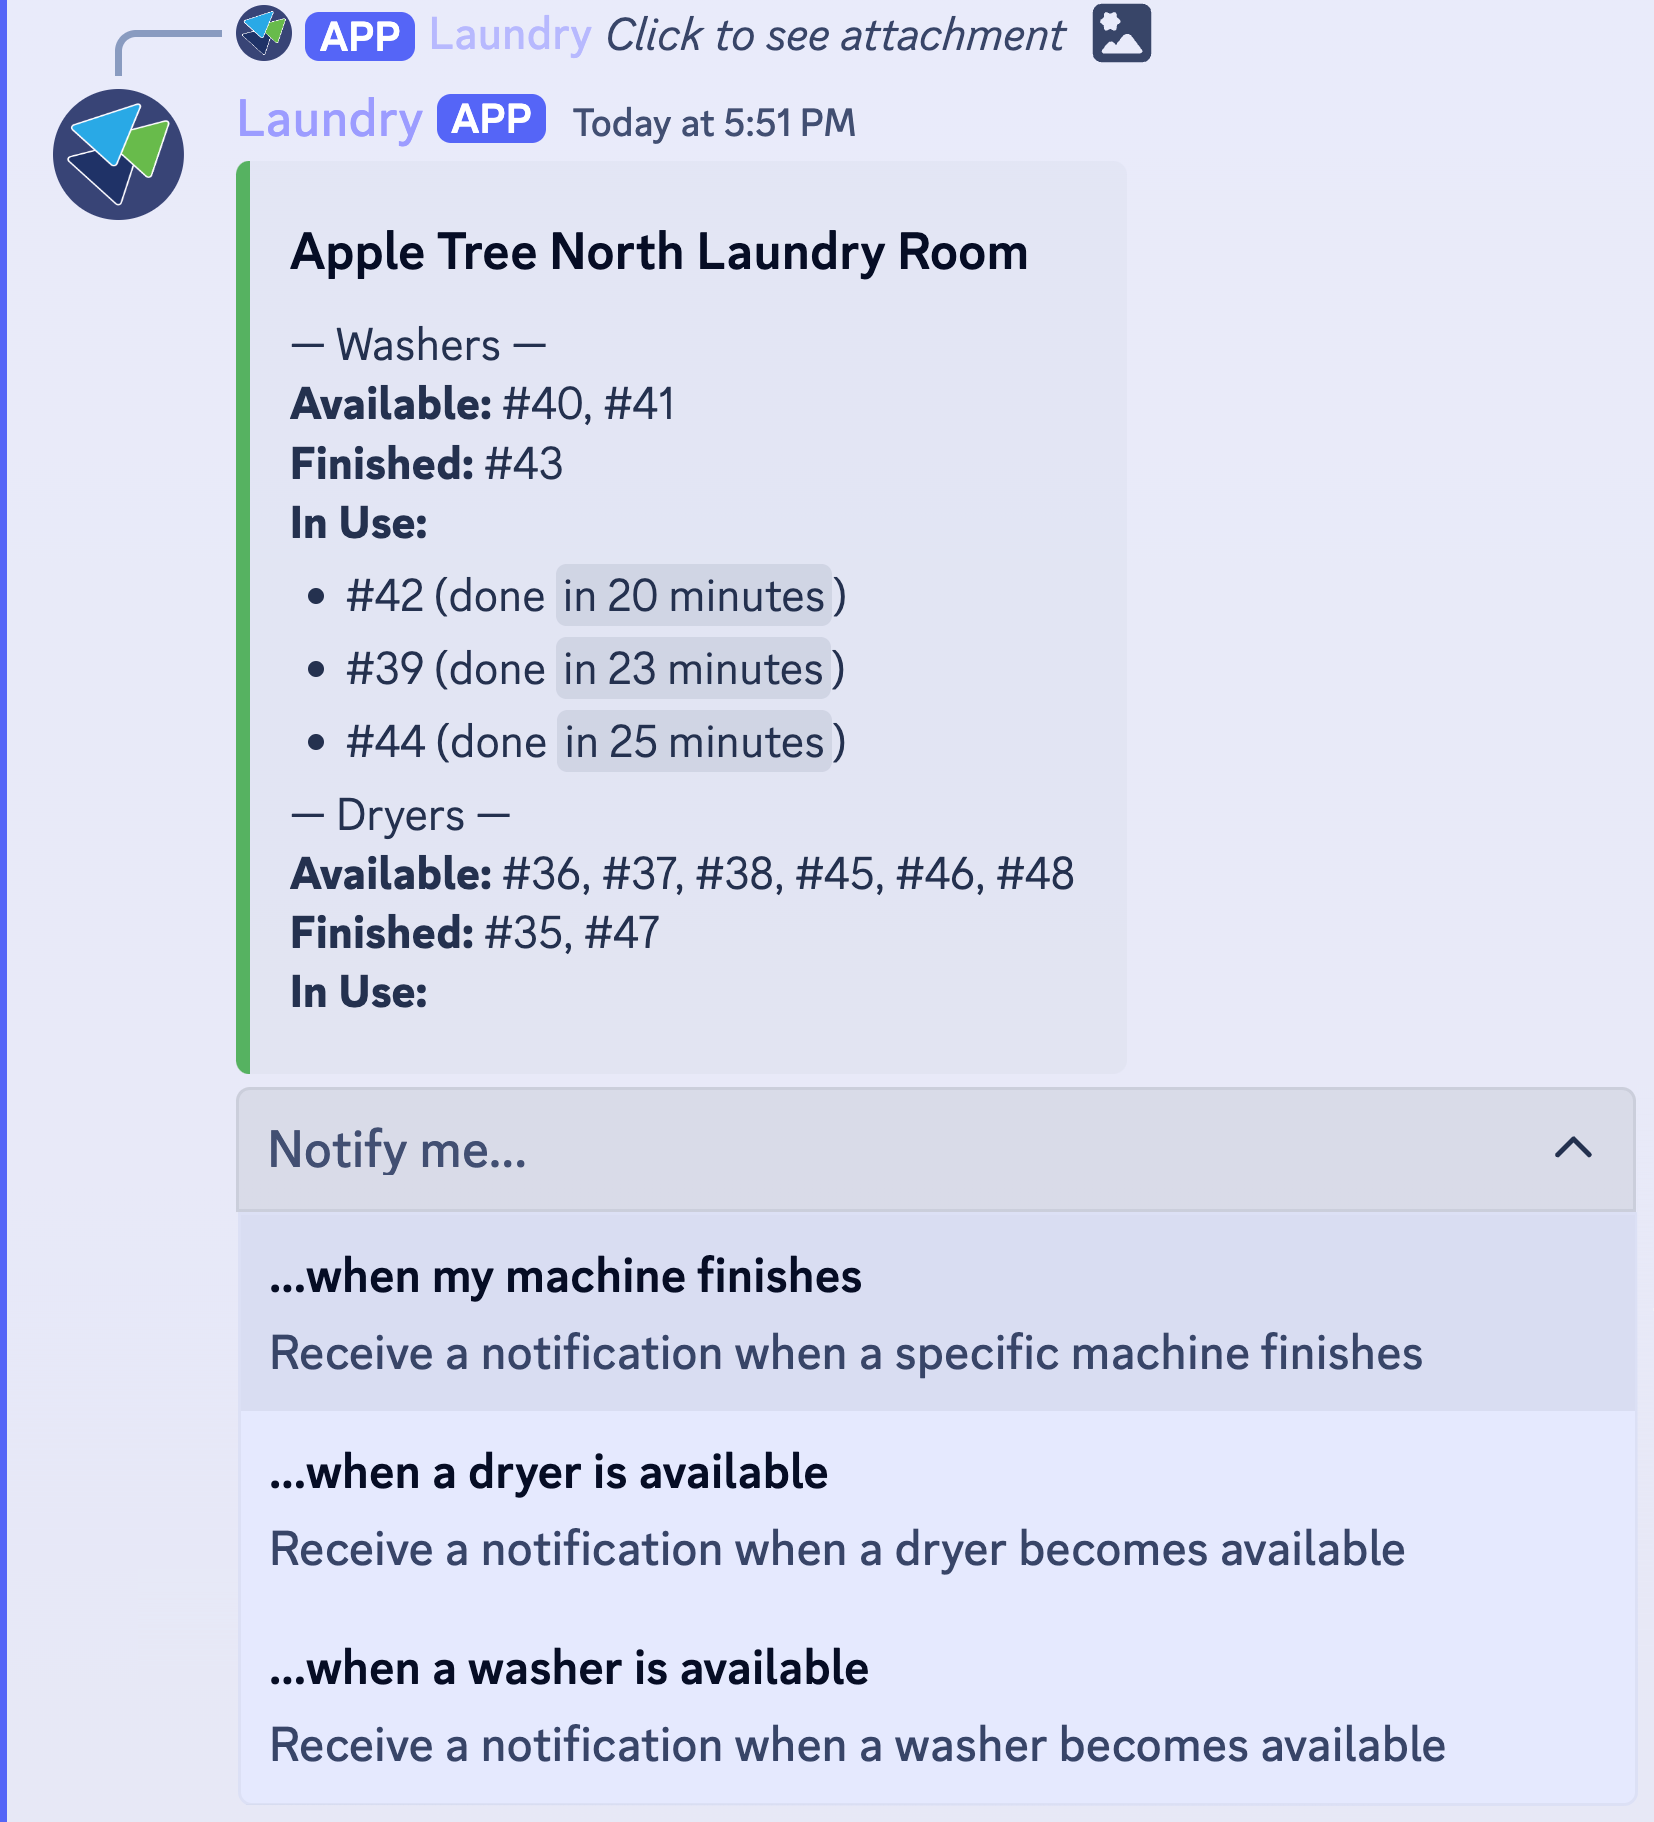 APP Laundry Click to see attachment
Laundry APP Today at 5:51 PM
Apple Tree North Laundry Room
— Washers —
Available: #40, #41
Finished: #43
In Use:
• #42 (done in 20 minutes)
• #39 (done in 23 minutes)
• #44 (done in 25 minutes)
— Dryers —
Available: #36, #37, #38, #45, #46, #48
Finished: #35, #47
In Use:
Notify me...
...when my machine finishes
Receive a notification when a specific machine finishes
...when a dryer is available
Receive a notification when a dryer becomes available
...when a washer is available
Receive a notification when a washer becomes available